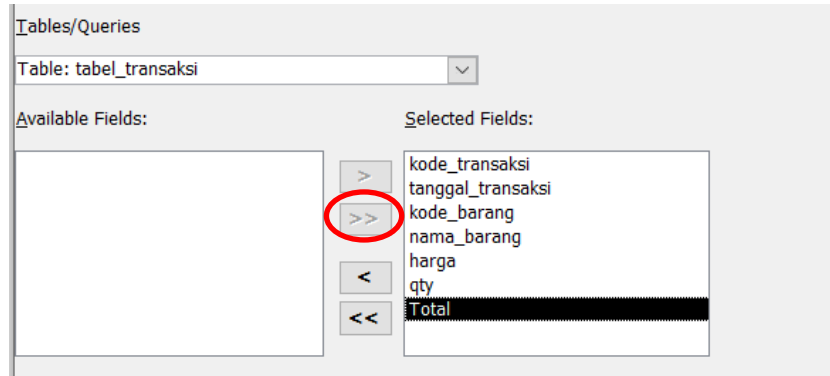 Tables/Queries
Table: tabel_transaksi
Available Fields:
Selected Fields:
>
>>
<
<<
kode_transaksi
tanggal_transaksi
kode_barang
nama_barang
harga
qty
Total